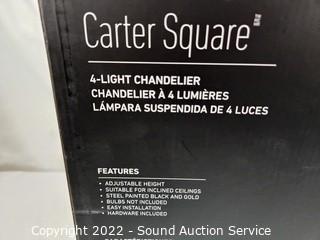 Carter Square
4-LIGHT CHANDELIER
CHANDELIER À 4 LUMIÈRES
LÁMPARA SUSPENDIDA DE 4 LUCES
FEATURES
• ADJUSTABLE HEIGHT
• SUITABLE FOR INCLINED CEILINGS
• STEEL PAINTED BLACK AND GOLD
• BULBS NOT INCLUDED
• EASY INSTALLATION
• HARDWARE INCLUDED
Copyright 2022 - Sound Auction Service